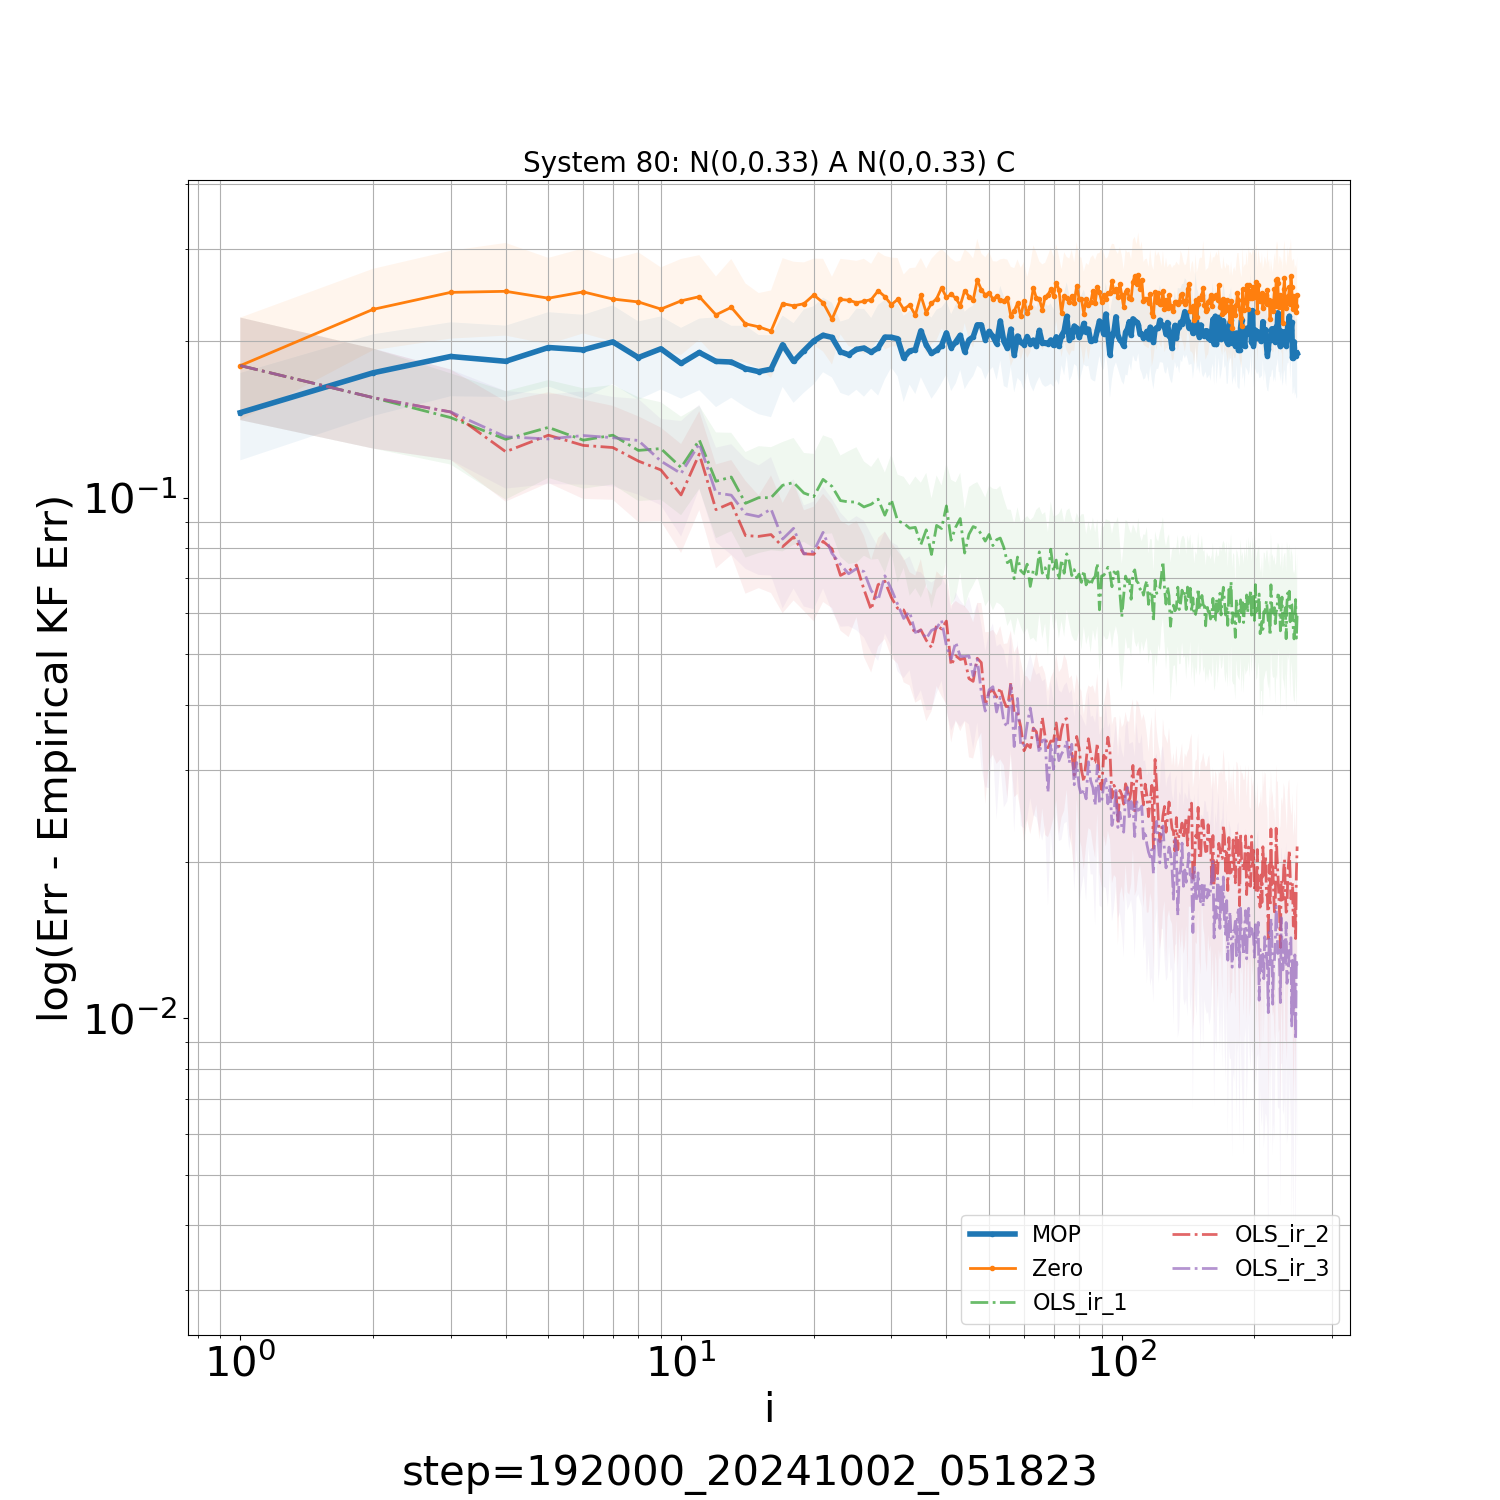 System 80: N(0,0.33) A N(0,0.33) C
log(Err - Empirical KF Err)
10⁻¹
10⁻²
MOP
Zero
OLS_ir_1
OLS_ir_2
OLS_ir_3
10⁰ 10¹ 10²
i
step=192000_20241002_051823